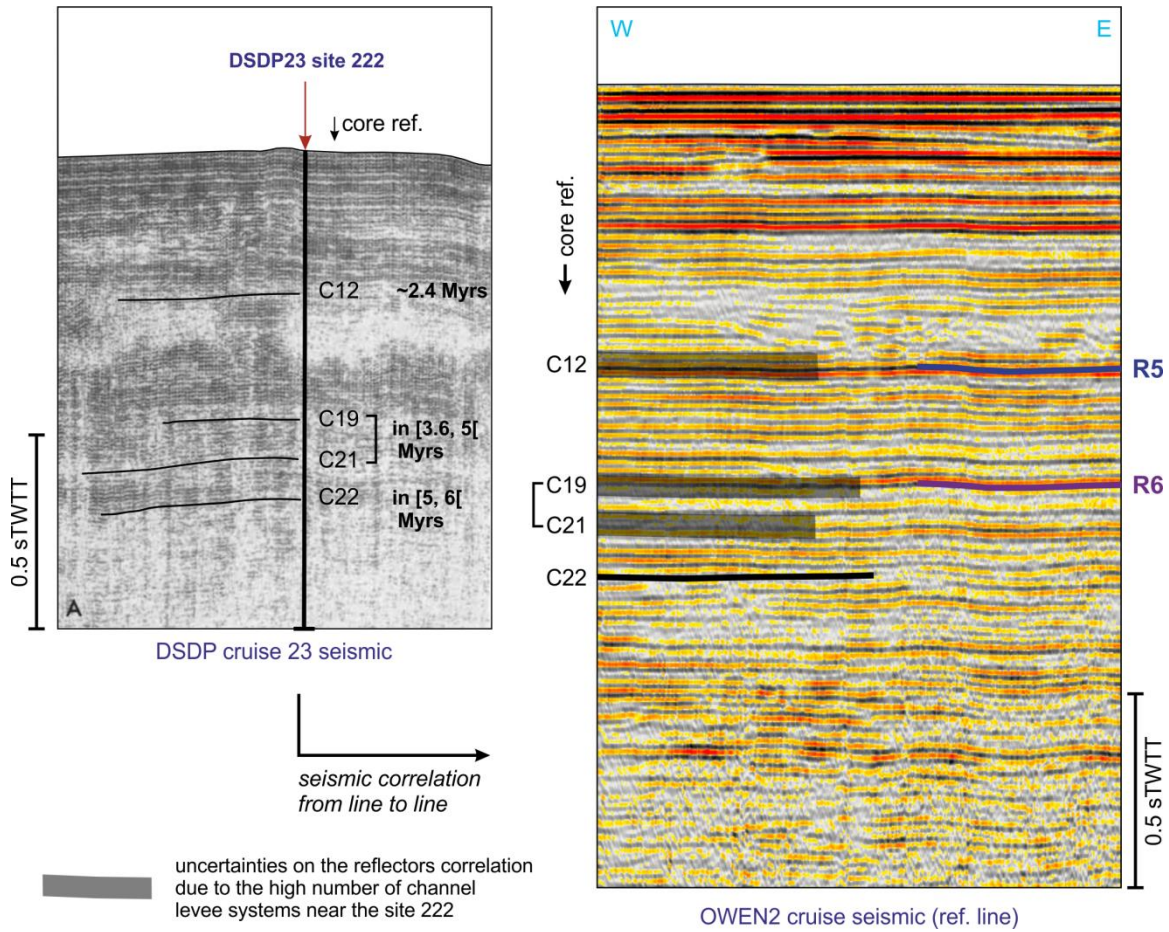 DSDP23 site 222
core ref.
C12 ~2.4 Myrs
C19
in [3.6, 5[
Myrs
C21
C22
in [5, 6[
Myrs
0.5 sTWTT
A
DSDP cruise 23 seismic
seismic correlation
from line to line
uncertainties on the reflectors correlation
due to the high number of channel
levee systems near the site 222
W E
core ref.
C12 R5
C19 R6
C21
C22
0.5 sTWTT
OWEN2 cruise seismic (ref. line)